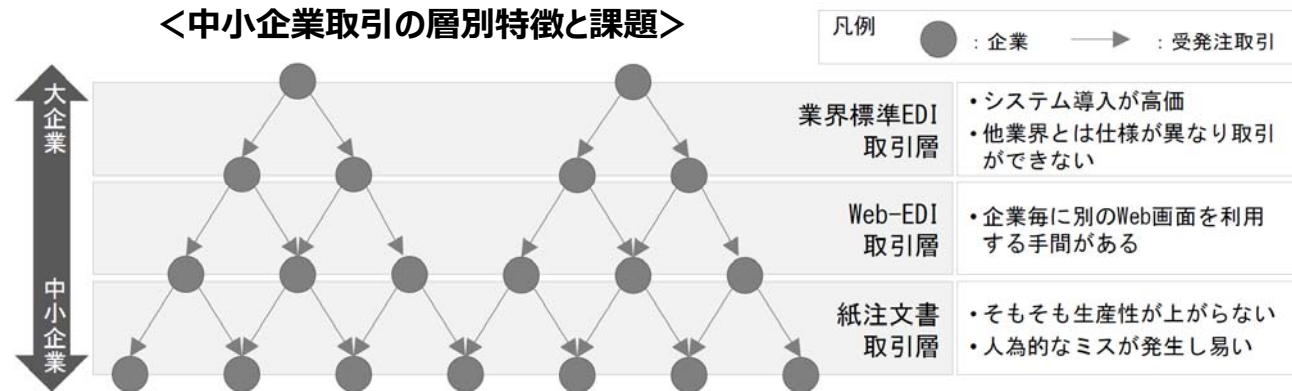 ＜中小企業取引の層別特徴と課題＞
凡例
：企業
：受発注取引
大企業
中小企業
業界標準EDI
取引層
・システム導入が高価
・他業界とは仕様が異なり取引
ができない
Web-EDI
取引層
・企業毎に別のWeb画面を利用
する手間がある
紙注文書
取引層
・そもそも生産性が上がらない
・人為的なミスが発生し易い